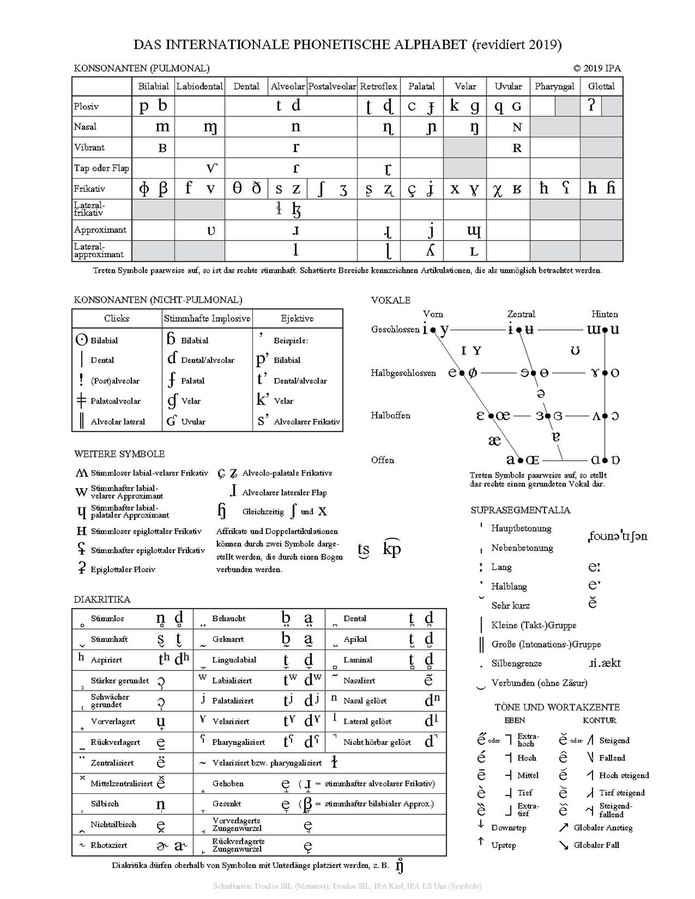 DAS INTERNATIONALE PHONETISCHE ALPHABET (revidiert 2019)
KONSONANTEN (PULMONAL) © 2019 IPA
Bilabial Labiodental Dental Alveolar Postalveolar Retroflex Palatal Velar Uvular Pharyngal Glottal
Plosiv p b t d ʈ ɖ c ɟ k ɡ q ɢ ʔ
Nasal m ɱ n ɳ ɲ ŋ ɴ
Vibrant ʙ r ʀ
Tap oder Flap ⱱ ɾ ɽ
Frikativ ɸ β f v θ ð s z ʃ ʒ ʂ ʐ ç ʝ x ɣ χ ʁ ħ ʕ h ɦ
Lateral-
frikativ ɬ ɮ
Approximant ʋ ɹ ɻ j ɰ
Lateral-
approximant l ɭ ʎ ʟ
Treten Symbole paarweise auf, so ist das rechte stimmhaft. Schattierte Bereiche kennzeichnen Artikulationen, die als unmöglich betrachtet werden.
KONSONANTEN (NICHT-PULMONAL)
Clicks Stimmhafte Implosive Ejektive
ʘ Bilabial ɓ Bilabial ʼ Beispiele:
ǀ Dental ɗ Dental/alveolar pʼ Bilabial
ǃ (Post)alveolar ʄ Palatal tʼ Dental/alveolar
ǂ Palatoalveolar ɠ Velar kʼ Velar
ǁ Alveolar lateral ʛ Uvular sʼ Alveolarer Frikativ
VOKALE
Vorn Zentral Hinten
Geschlossen i y ɨ ʉ ɯ u
ɪ ʏ ʊ
Halbgeschlossen e ø ɘ ɵ ɤ o
ə
Halboffen ɛ œ ɜ ɞ ʌ ɔ
æ ɐ
Offen a ɶ ɑ ɒ
Treten Symbole paarweise auf, so stellt
das rechte einen gerundeten Vokal dar.
WEITERE SYMBOLE
ʍ Stimmloser labial-velarer Frikativ ɕ ʑ Alveolo-palatale Frikative
w Stimmhafter labial-
velarer Approximant ɺ Alveolarer lateraler Flap
ɥ Stimmhafter labial-
palataler Approximant ɧ Gleichzeitig ʃ und x
ʜ Stimmloser epiglottaler Frikativ
ʢ Stimmhafter epiglottaler Frikativ
ʡ Epiglottaler Plosiv
Affrikate und Doppelartikulationen
können durch zwei Symbole darge-
stellt werden, die durch einen Bogen
verbunden werden. t͜s k͡p
SUPRASEGMENTALIA
ˈ Hauptbetonung ˌfoʊnəˈtɪʃən
ˌ Nebenbetonung
ː Lang eː
ˑ Halblang eˑ
˘ Sehr kurz ĕ
| Kleine (Takt-)Gruppe
‖ Große (Intonations-)Gruppe
. Silbengrenze ɹi.ækt
‿ Verbunden (ohne Zäsur)
DIAKRITIKA
̥ Stimmlos n̥ d̥ ̤ Behaucht b̤ a̤ ̪ Dental t̪ d̪
̬ Stimmhaft s̬ t̬ ̰ Geknarrt b̰ a̰ ̺ Apikal t̺ d̺
ʰ Aspiriert tʰ dʰ ̼ Linguolabial t̼ d̼ ̻ Laminal t̻ d̻
̹ Stärker gerundet ɔ̹ ʷ Labialisiert tʷ dʷ ̃ Nasaliert ẽ
̜ Schwächer
gerundet ɔ̜ ʲ Palatalisiert tʲ dʲ ⁿ Nasal gelöst dⁿ
̟ Vorverlagert u̟ ˠ Velarisiert tˠ dˠ ˡ Lateral gelöst dˡ
̠ Rückverlagert e̠ ˤ Pharyngalisiert tˤ dˤ ̚ Nicht hörbar gelöst d̚
̈ Zentralisiert ë ̴ Velarisiert bzw. pharyngalisiert ɫ
̽ Mittelzentralisiert e̽ ̝ Gehoben e̝ (ɹ̝ = stimmhafter alveolarer Frikativ)
̩ Silbisch n̩ ̞ Gesenkt e̞ (β̞ = stimmhafter bilabialer Approx.)
̯ Nichtsilbisch e̯ ̘ Vorverlagerte
Zungenwurzel e̘
˞ Rhotaziert ɚ a˞ ̙ Rückverlagerte
Zungenwurzel e̙
Diakritika dürfen oberhalb von Symbolen mit Unterlänge platziert werden, z. B. ŋ̊
TÖNE UND WORTAKZENTE
EBEN KONTUR
e̋ oder ˥ Extra-
hoch ě oder ˩˥ Steigend
é ˦ Hoch ê ˥˩ Fallend
ē ˧ Mittel e᷄ ˦˥ Hoch steigend
è ˨ Tief e᷅ ˩˨ Tief steigend
ȅ ˩ Extra-
tief e᷈ ˧˦˧ Steigend-
fallend
ꜜ Downstep ↗ Globaler Anstieg
ꜛ Upstep ↘ Globaler Fall
Schriftarten: Doulos SIL (Metatext); Doulos SIL, IPA Kiel, IPA LS Uni (Symbole)